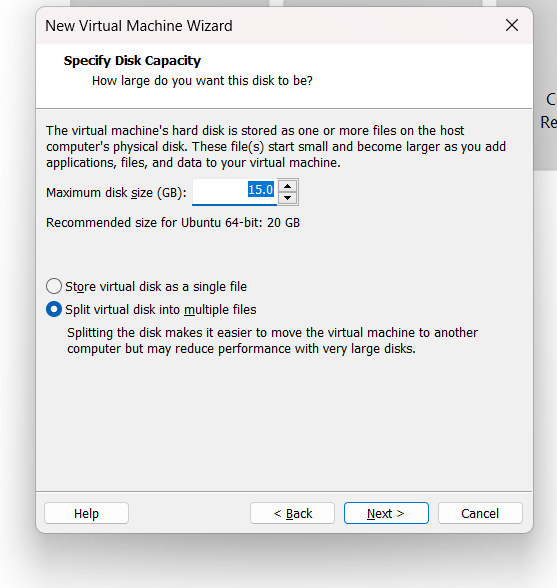 New Virtual Machine Wizard
Specify Disk Capacity
How large do you want this disk to be?
The virtual machine's hard disk is stored as one or more files on the host
computer's physical disk. These file(s) start small and become larger as you add
applications, files, and data to your virtual machine.
Maximum disk size (GB): 15.0
Recommended size for Ubuntu 64-bit: 20 GB
Store virtual disk as a single file
Split virtual disk into multiple files
Splitting the disk makes it easier to move the virtual machine to another
computer but may reduce performance with very large disks.
Help < Back Next > Cancel